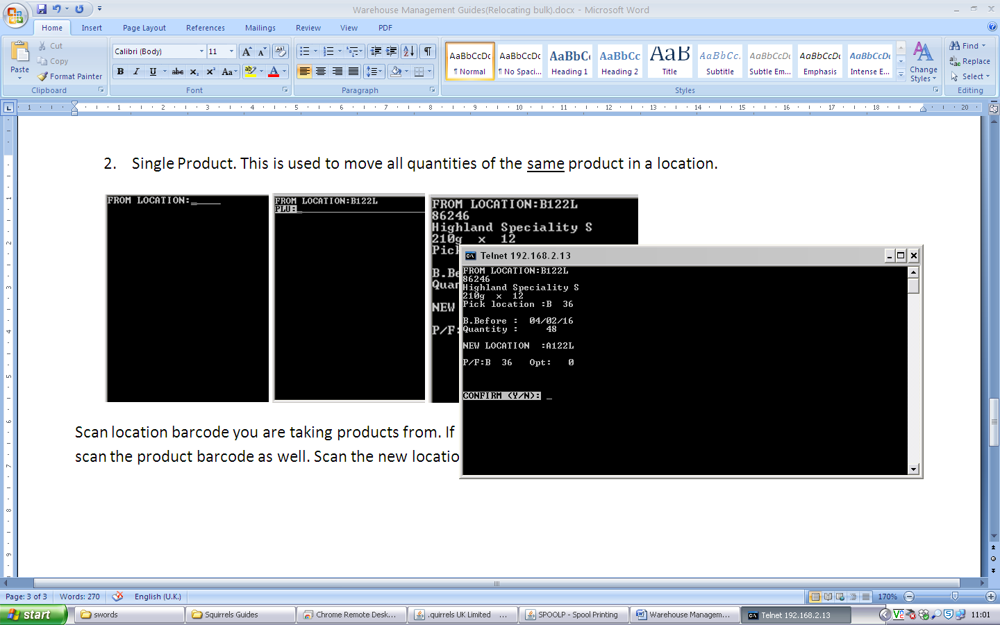 Warehouse Management Guides(Relocating bulk).docx - Microsoft Word
Home Insert Page Layout References Mailings Review View PDF
Paste
Cut
Copy
Format Painter
Clipboard
Calibri (Body) 11
Font
Paragraph
AaBbCcDc AaBbCcDc AaBbC AaBbCc AaB AaBbCc. AaBbCcDc AaBbCcDc AaBbCcDc
¶ Normal ¶ No Spaci... Heading 1 Heading 2 Title Subtitle Subtle Em... Emphasis Intense E...
Change Styles
Styles
Find
Replace
Select
Editing
2. Single Product. This is used to move all quantities of the same product in a location.
FROM LOCATION:
FROM LOCATION:B122L
PLU:
FROM LOCATION:B122L
86246
Highland Speciality S
210g x 12
Pick
B.Be
Quan
NEW
P/F:
Telnet 192.168.2.13
FROM LOCATION:B122L
86246
Highland Speciality S
210g x 12
Pick location :B 36
B.Before : 04/02/16
Quantity : 48
NEW LOCATION :A122L
P/F:B 36 Opt: 0
CONFIRM (Y/N): _
Scan location barcode you are taking products from. If
scan the product barcode as well. Scan the new locatio
Page: 3 of 3 Words: 270 English (U.K.) 170%
start swords Squirrels Guides Chrome Remote Desk... .quirrels UK Limited ... SPOOLP - Spool Printing Warehouse Managem... Telnet 192.168.2.13 11:01